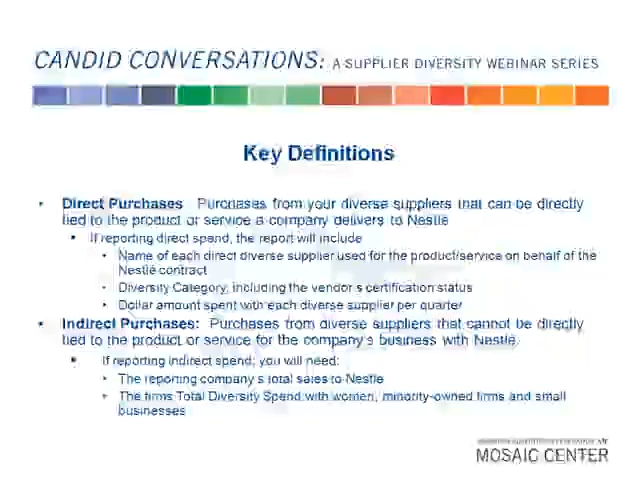 CANDID CONVERSATIONS: A SUPPLIER DIVERSITY WEBINAR SERIES
Key Definitions
• Direct Purchases Purchases from your diverse suppliers that can be directly
tied to the product or service a company delivers to Nestlé
• If reporting direct spend, the report will include
• Name of each direct diverse supplier used for the product/service on behalf of the
Nestlé contract
• Diversity Category, including the vendor s certification status
• Dollar amount spent with each diverse supplier per quarter
• Indirect Purchases: Purchases from diverse suppliers that cannot be directly
tied to the product or service for the company's business with Nestlé
• If reporting indirect spend, you will need:
• The reporting company s total sales to Nestle
• The firms Total Diversity Spend with women, minority-owned firms and small
businesses
MOSAIC CENTER